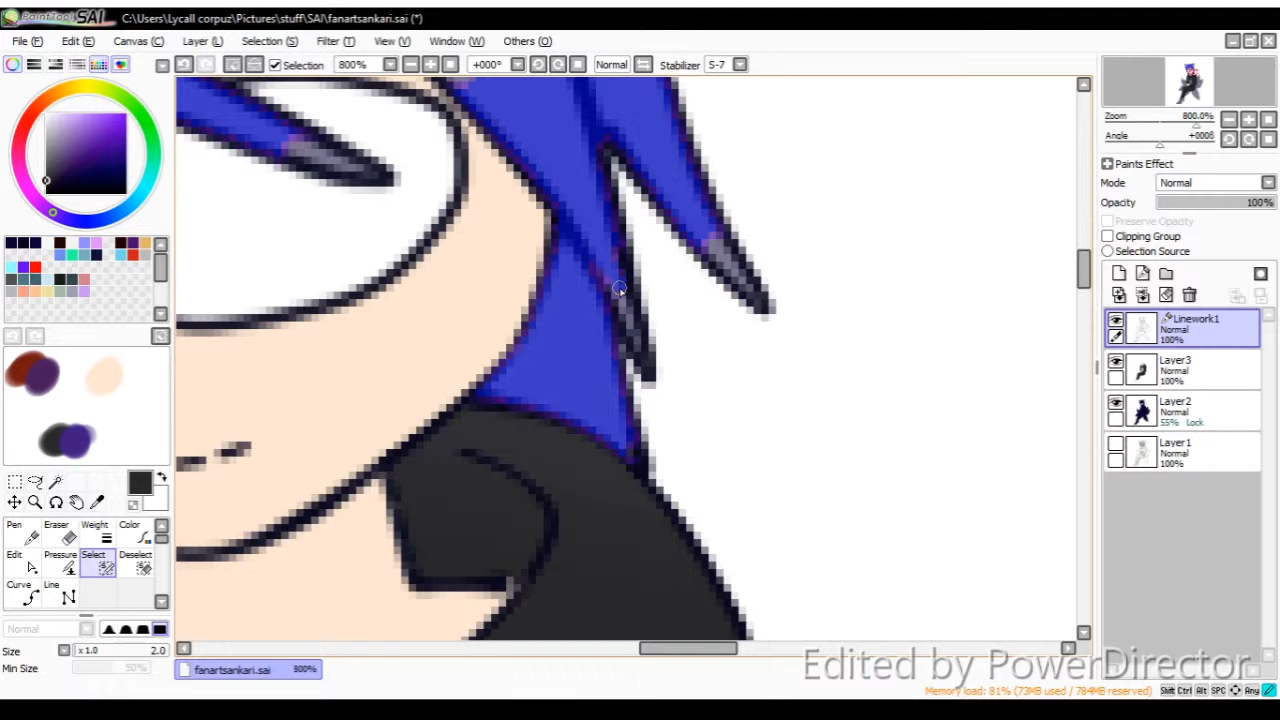 PaintTool SAI C:\Users\Lycall corpuz\Pictures\stuff\SAI\fanartsankari.sai (*)
File (F) Edit (E) Canvas (C) Layer (L) Selection (S) Filter (T) View (V) Window (W) Others (O)
Selection 800% +000° Normal Stabilizer S-7
Zoom 800.0%
Angle +0006
Paints Effect
Mode Normal
Opacity 100%
Preserve Opacity
Clipping Group
Selection Source
Linework1
Normal
100%
Layer3
Normal
100%
Layer2
Normal
55% Lock
Layer1
Normal
100%
Pen Eraser Weight Color
Edit Pressure Select Deselect
Curve Line
Normal
Size x 1.0 2.0
Min Size 50%
fanartsankari.sai 300%
Edited by PowerDirector
Memory load: 81% (73MB used / 784MB reserved) Shift Ctrl Alt SPC Any